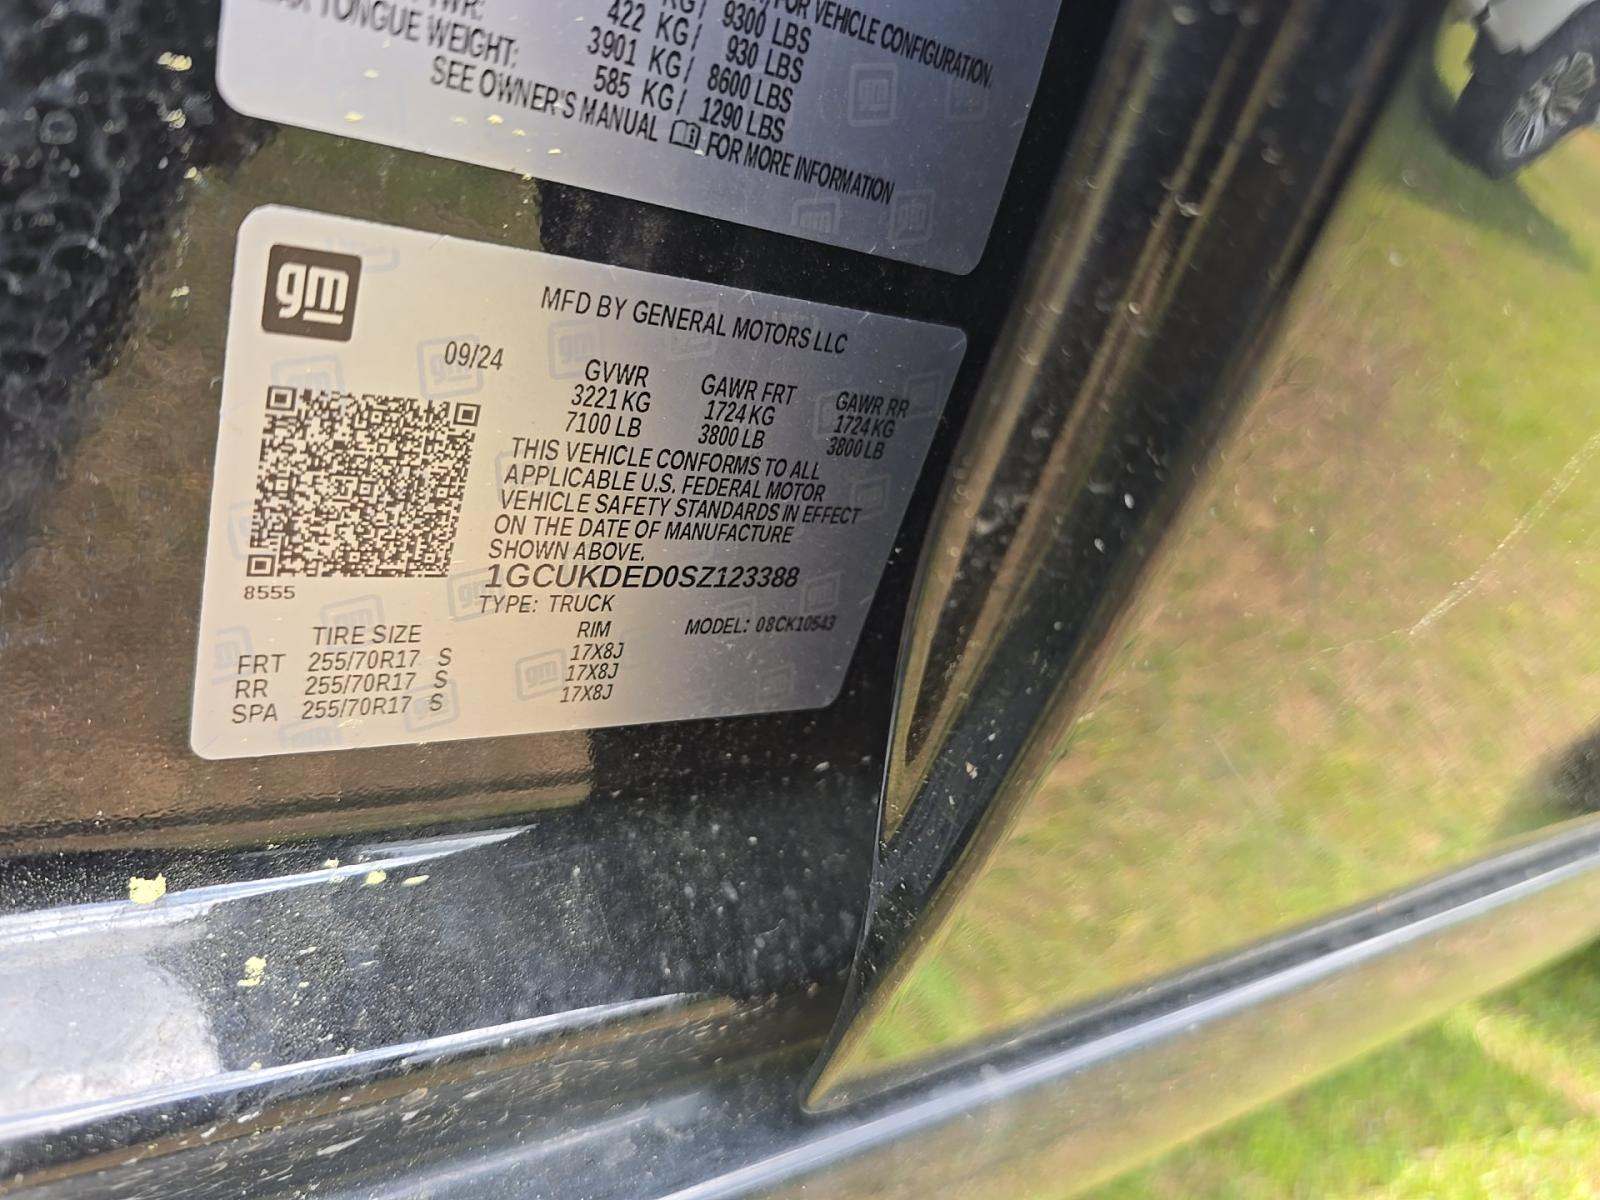 FOR VEHICLE CONFIGURATION.
KG/ 9300 LBS
422 KG/ 930 LBS
TONGUE WEIGHT: 3901 KG/ 8600 LBS
585 KG/ 1290 LBS
SEE OWNER'S MANUAL FOR MORE INFORMATION
gm
MFD BY GENERAL MOTORS LLC
09/24 GVWR GAWR FRT GAWR RR
3221 KG 1724 KG 1724 KG
7100 LB 3800 LB 3800 LB
THIS VEHICLE CONFORMS TO ALL
APPLICABLE U.S. FEDERAL MOTOR
VEHICLE SAFETY STANDARDS IN EFFECT
ON THE DATE OF MANUFACTURE
SHOWN ABOVE.
1GCUKDED0SZ123388
8555
TYPE: TRUCK
MODEL: 08CK10543
TIRE SIZE RIM
FRT 255/70R17 S 17X8J
RR 255/70R17 S 17X8J
SPA 255/70R17 S 17X8J